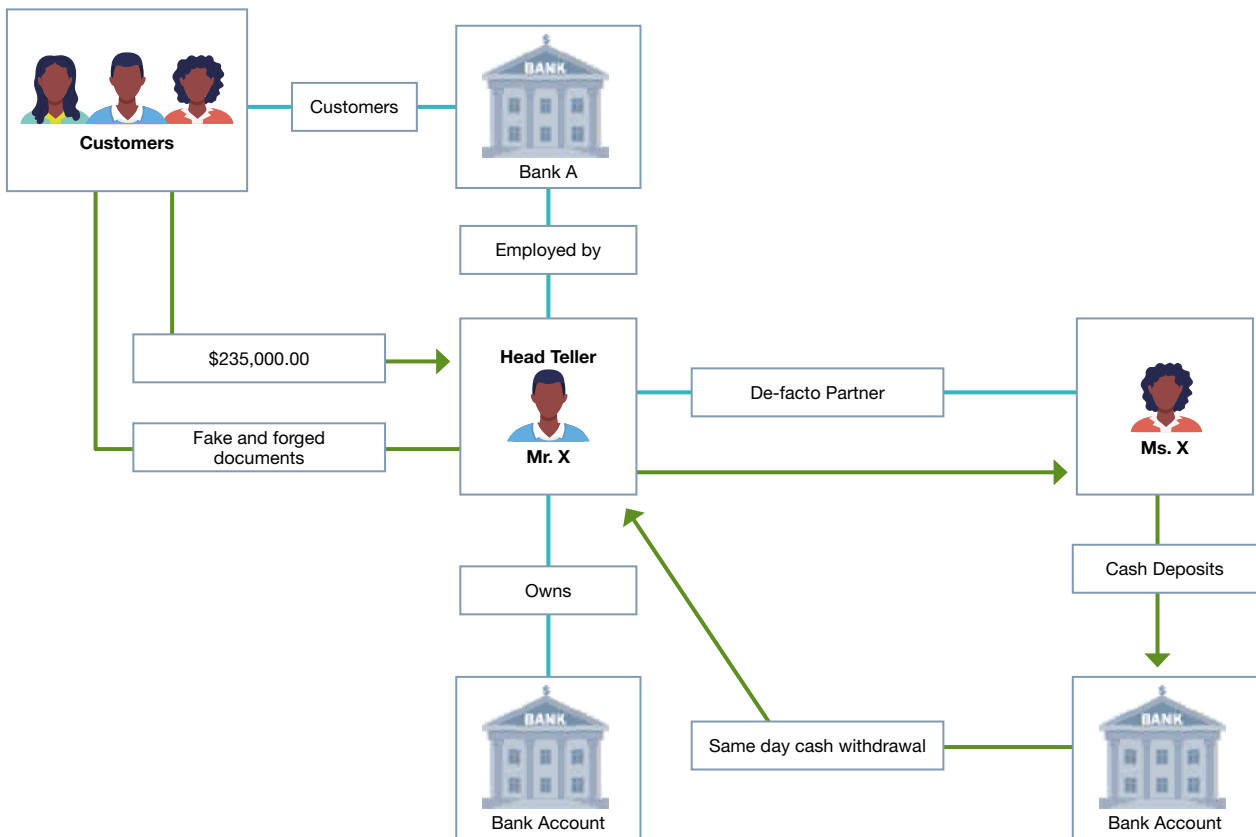 $
BANK
Customers
Customers
Bank A
Employed by
$235,000.00
Head Teller
De-facto Partner
Fake and forged
documents
Mr. X
Ms. X
Cash Deposits
Owns
$
BANK
Same day cash withdrawal
$
BANK
Bank Account
Bank Account